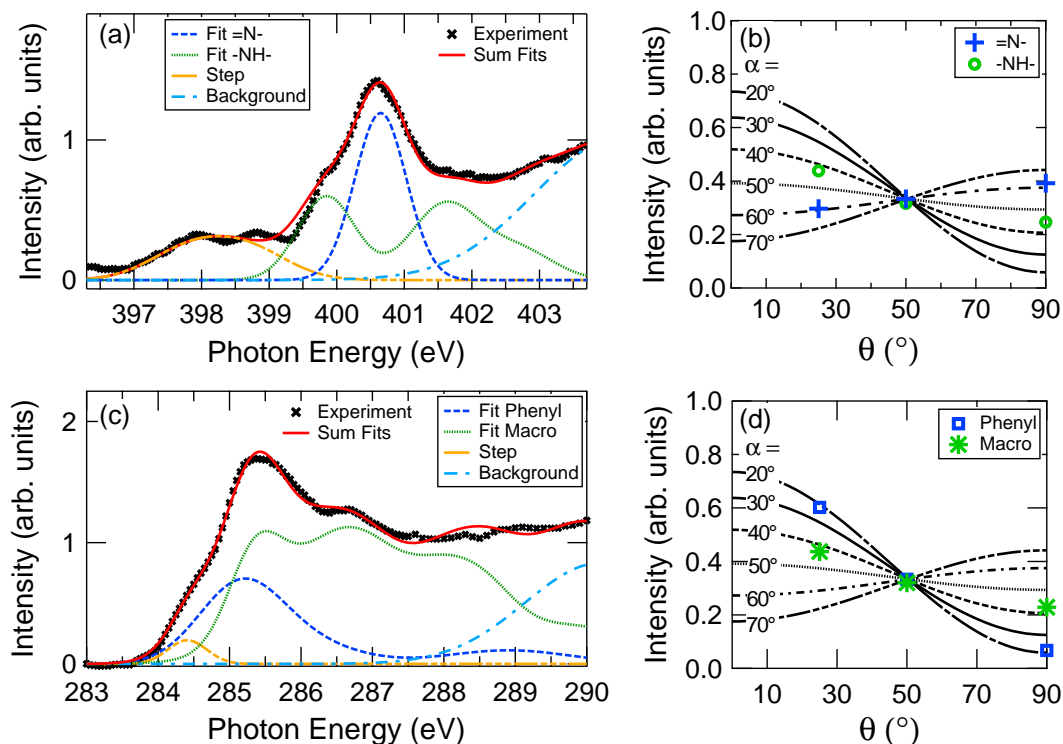 (a)
Fit =N-
Fit -NH-
Step
Background
Experiment
Sum Fits
Intensity (arb. units)
1
0
397 398 399 400 401 402 403
Photon Energy (eV)
(b)
=N-
-NH-
α =
20°
30°
40°
50°
60°
70°
Intensity (arb. units)
1.0
0.8
0.6
0.4
0.2
0.0
10 30 50 70 90
θ (°)
(c)
Experiment
Sum Fits
Fit Phenyl
Fit Macro
Step
Background
Intensity (arb. units)
2
1
0
283 284 285 286 287 288 289 290
Photon Energy (eV)
(d)
Phenyl
Macro
α =
20°
30°
40°
50°
60°
70°
Intensity (arb. units)
1.0
0.8
0.6
0.4
0.2
0.0
10 30 50 70 90
θ (°)